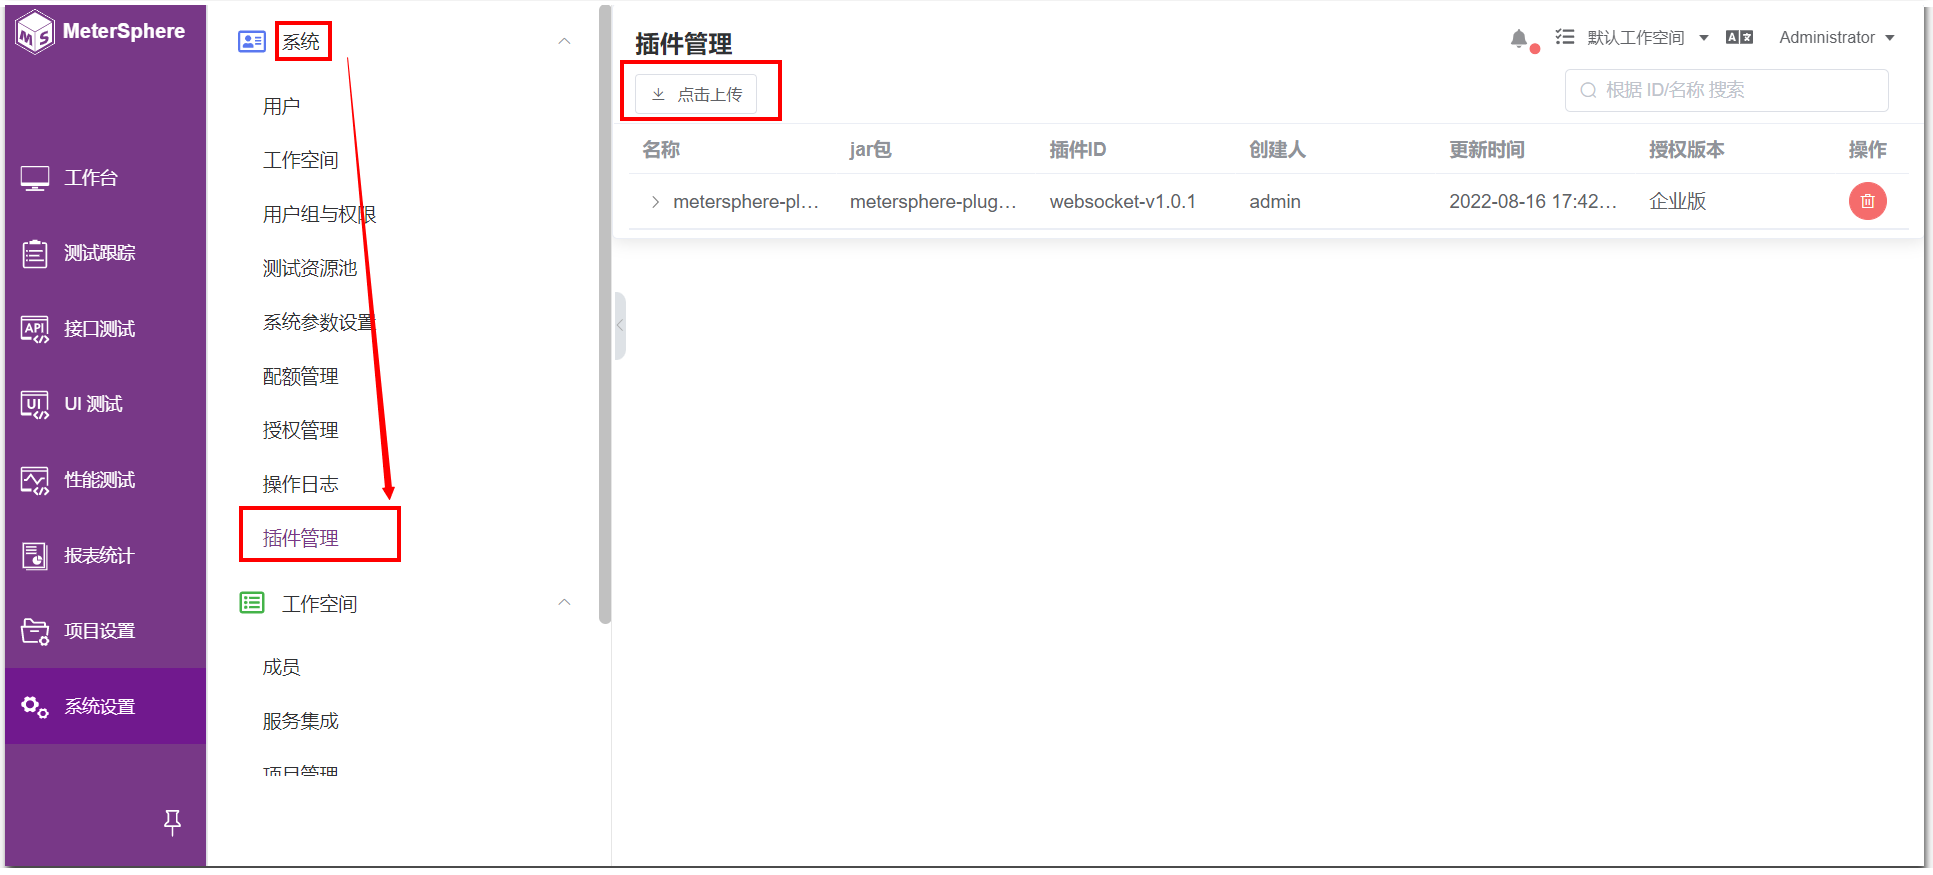 MeterSphere
工作台
测试跟踪
接口测试
UI 测试
性能测试
报表统计
项目设置
系统设置
系统
用户
工作空间
用户组与权限
测试资源池
系统参数设置
配额管理
授权管理
操作日志
插件管理
工作空间
成员
服务集成
项目管理
插件管理
默认工作空间
Administrator
点击上传
根据 ID/名称 搜索
名称 jar包 插件ID 创建人 更新时间 授权版本 操作
metersphere-pl... metersphere-plug... websocket-v1.0.1 admin 2022-08-16 17:42... 企业版